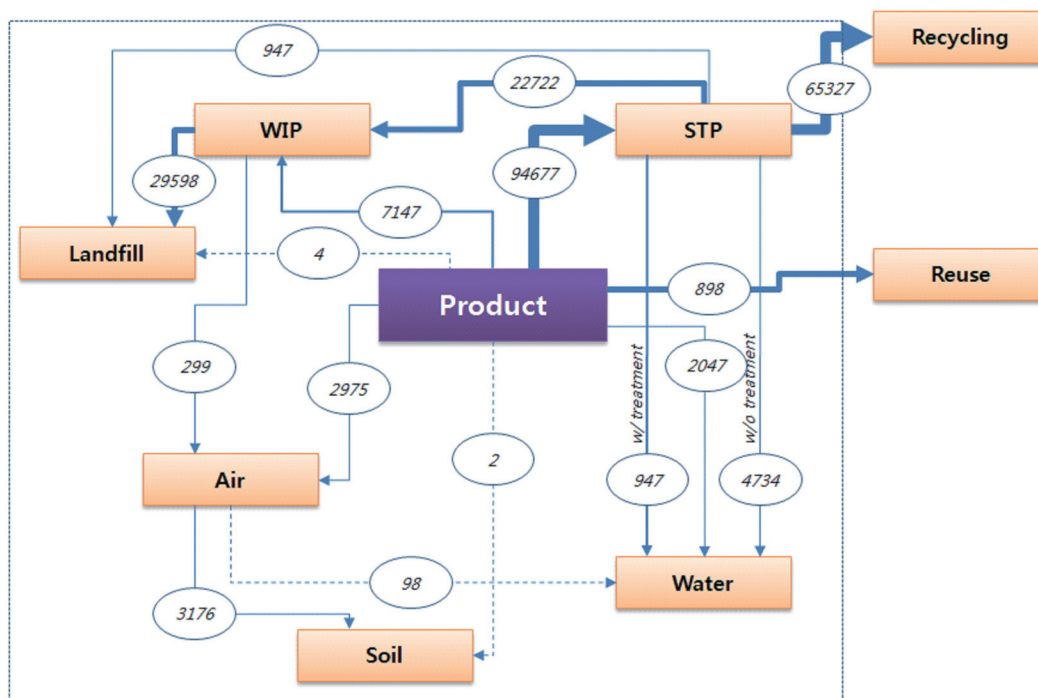 Recycling
947
22722
65327
WIP
STP
29598
94677
7147
Landfill
4
Product
898
Reuse
299
2975
2047
w/ treatment
w/o treatment
Air
2
947
4734
98
Water
3176
Soil